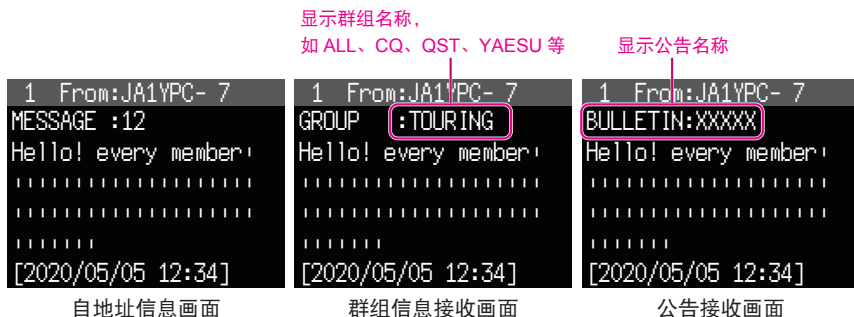 显示群组名称，
如 ALL、CQ、QST、YAESU 等
显示公告名称
1 From:JA1YPC- 7
MESSAGE :12
Hello! every member
[2020/05/05 12:34]
自地址信息画面
1 From:JA1YPC- 7
GROUP :TOURING
Hello! every member
[2020/05/05 12:34]
群组信息接收画面
1 From:JA1YPC- 7
BULLETIN:XXXXX
Hello! every member
[2020/05/05 12:34]
公告接收画面